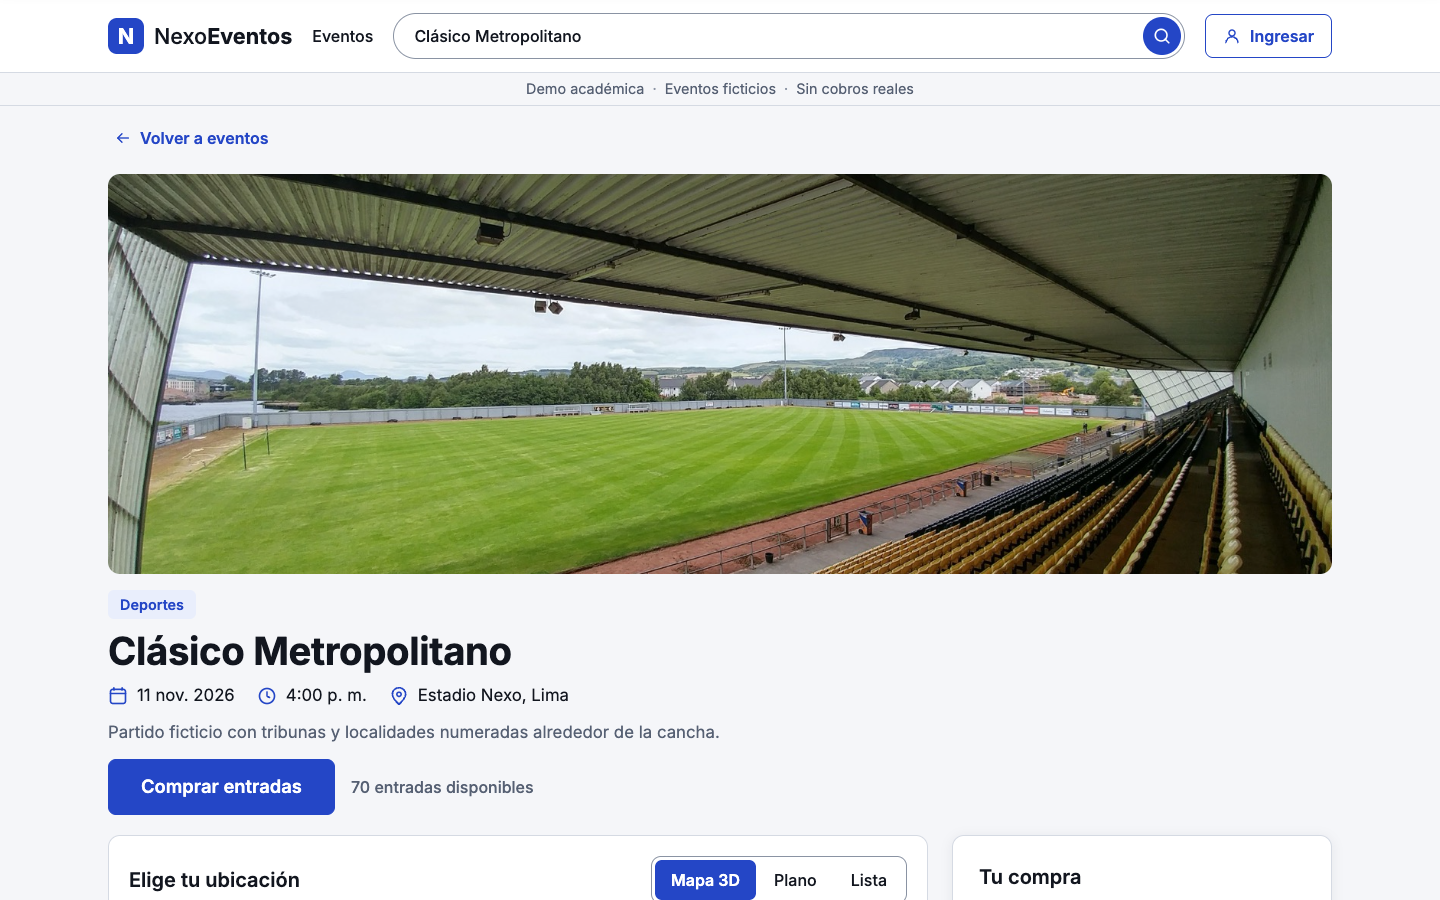 N NexoEventos Eventos Clásico Metropolitano Ingresar
Demo académica · Eventos ficticios · Sin cobros reales
← Volver a eventos
Deportes
Clásico Metropolitano
11 nov. 2026 4:00 p. m. Estadio Nexo, Lima
Partido ficticio con tribunas y localidades numeradas alrededor de la cancha.
Comprar entradas 70 entradas disponibles
Elige tu ubicación Mapa 3D Plano Lista
Tu compra